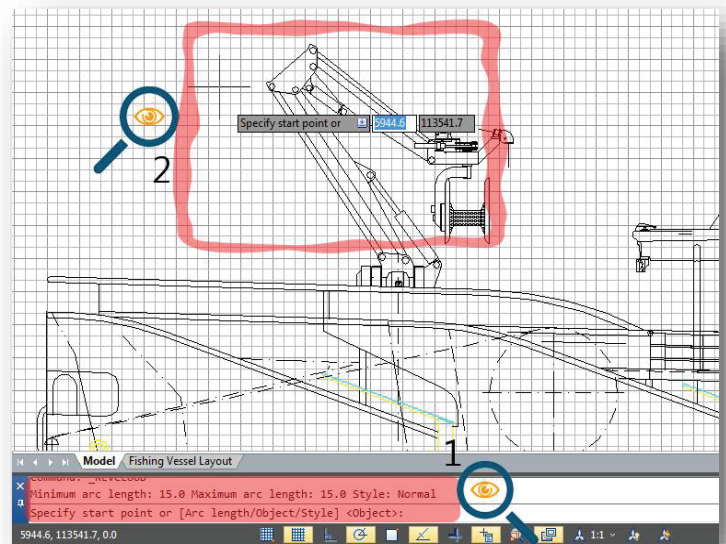 Specify start point or 5944.6 113541.7
2
1
Model Fishing Vessel Layout
Command: _REVCLOUD
Minimum arc length: 15.0 Maximum arc length: 15.0 Style: Normal
Specify start point or [Arc length/Object/Style] <Object>:
5944.6, 113541.7, 0.0 1:1